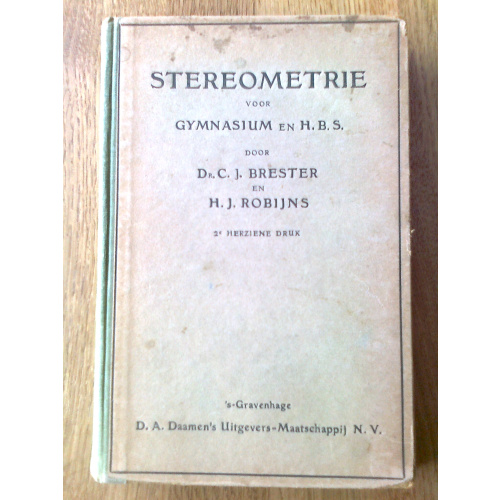 STEREOMETRIE
VOOR
GYMNASIUM EN H.B.S.
DOOR
DR. C. J. BRESTER
EN
H. J. ROBIJNS
2e HERZIENE DRUK
's-Gravenhage
D. A. Daamen's Uitgevers-Maatschappij N. V.